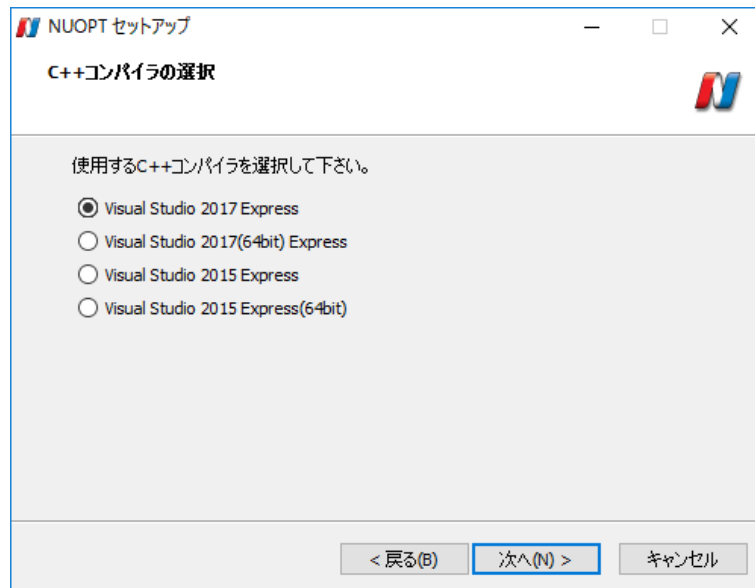 NUOPT セットアップ
C++コンパイラの選択
使用するC++コンパイラを選択して下さい。
Visual Studio 2017 Express
Visual Studio 2017(64bit) Express
Visual Studio 2015 Express
Visual Studio 2015 Express(64bit)
< 戻る(B) 次へ(N) > キャンセル